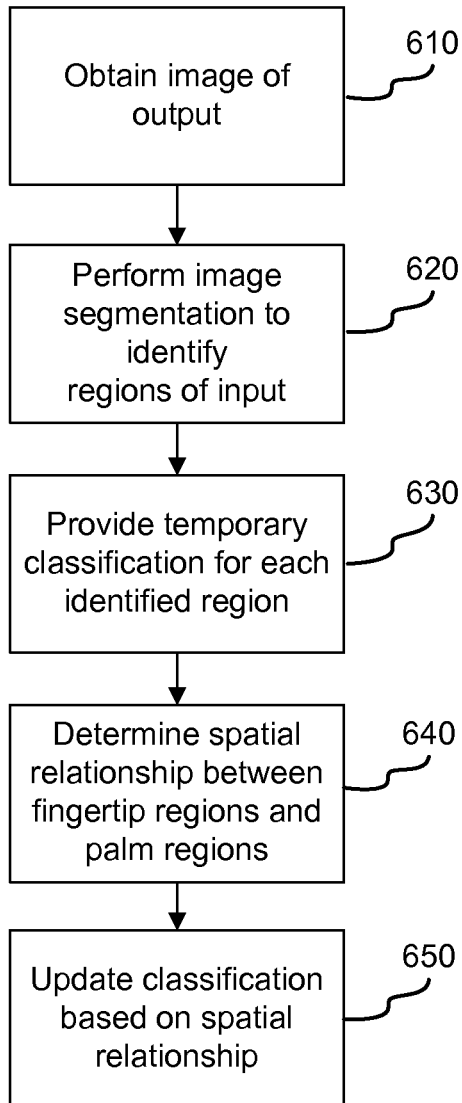 610
Obtain image of
output
620
Perform image
segmentation to
identify
regions of input
630
Provide temporary
classification for each
identified region
640
Determine spatial
relationship between
fingertip regions and
palm regions
650
Update classification
based on spatial
relationship